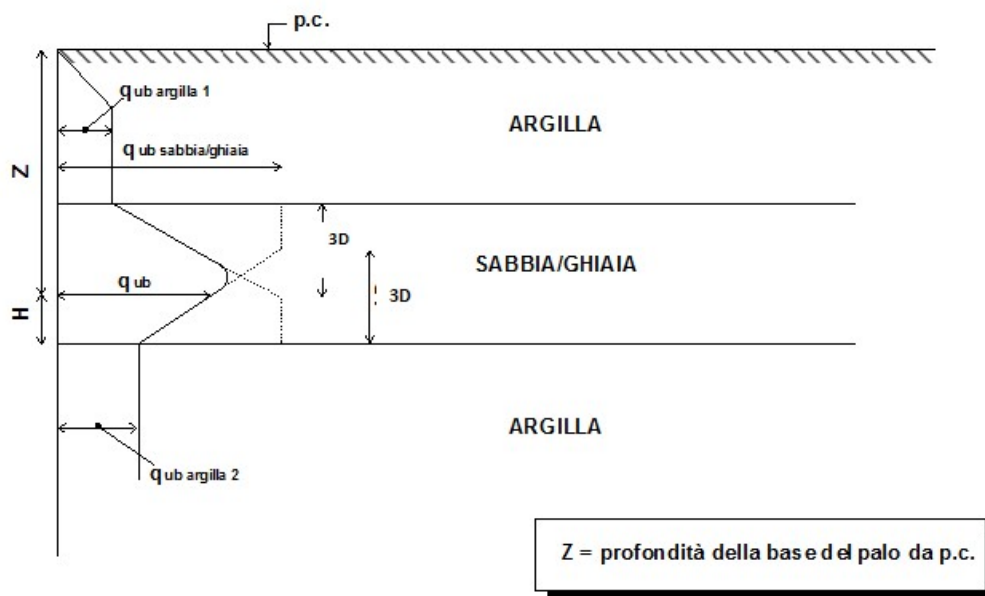 p.c.
q ub argilla 1
ARGILLA
q ub sabbia/ghiaia
Z
3D
SABBIA/GHIAIA
q ub
3D
H
ARGILLA
q ub argilla 2
Z = profondità della base del palo da p.c.